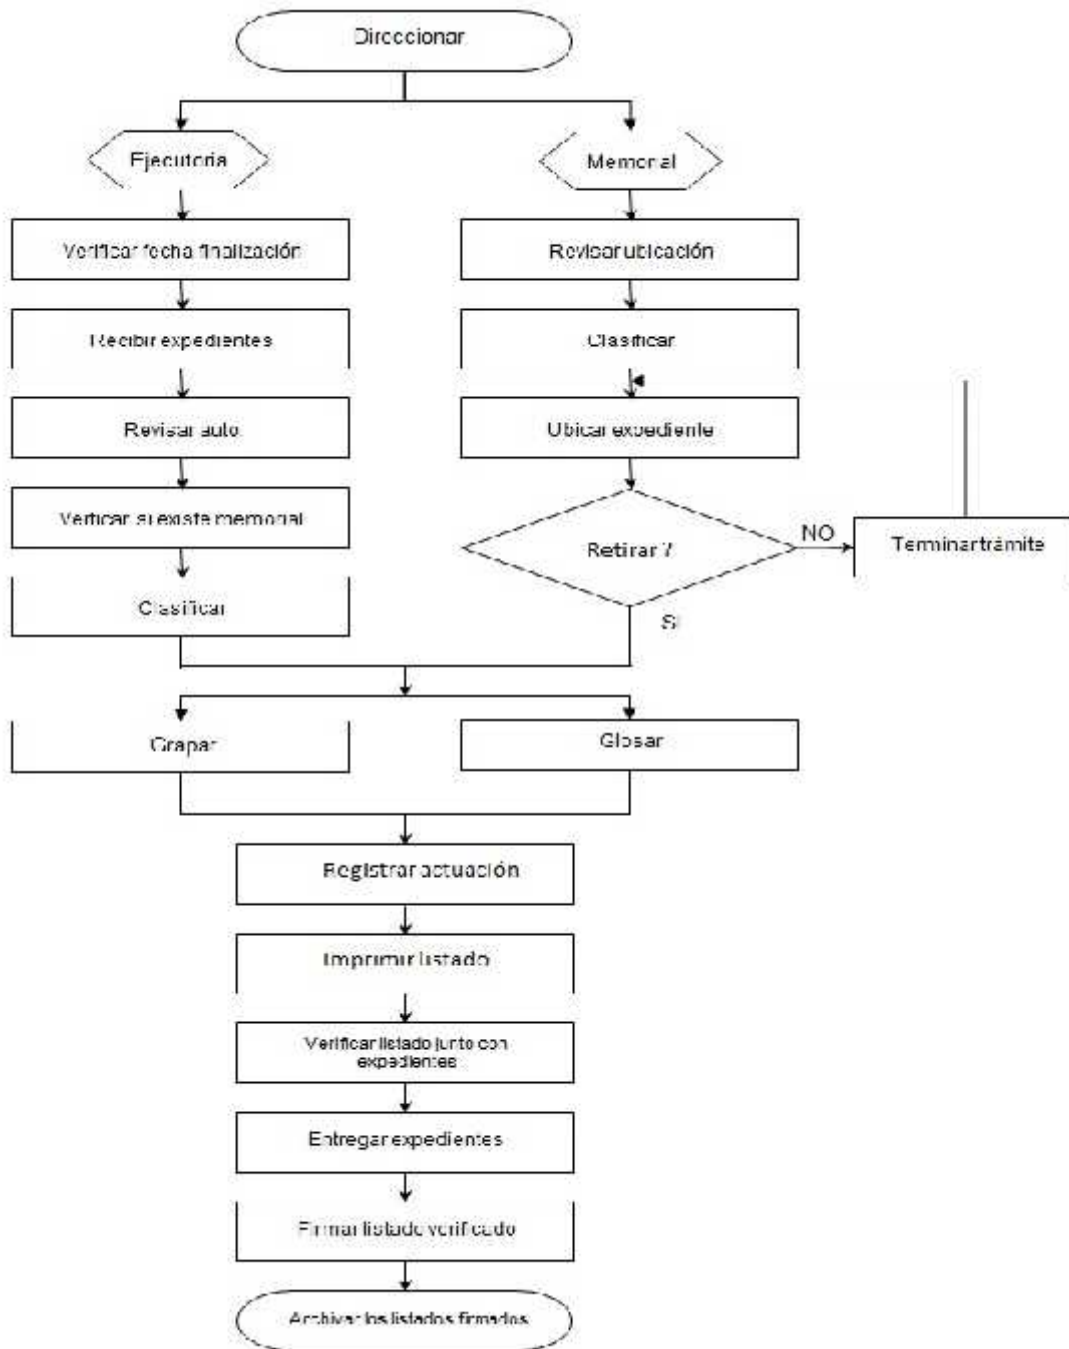 Direccionar
Ejecutoria
Memorial
Verificar fecha finalización
Revisar ubicación
Recibir expedientes
Clasificar
Revisar auto.
Ubicar expediente
Verficar si existe memorial
Retirar ?
NO
Terminar trámite
Clasificar
SI
Grapar
Glosar
Registrar actuación
Imprimir listado
Verificar listado junto con
expedientes
Entregar expedientes
Firmar listado verificado
Archivar los listados firmados